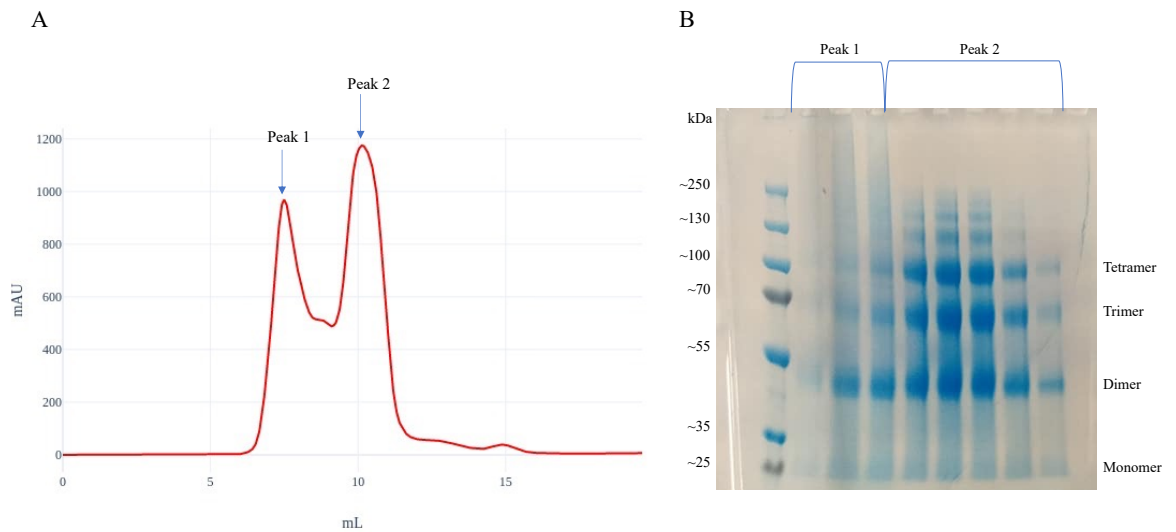 A
Peak 1
Peak 2
1200
1000
800
600
400
200
0
mAU
0
5
10
15
mL
B
Peak 1
Peak 2
kDa
~250
~130
~100
~70
~55
~35
~25
Tetramer
Trimer
Dimer
Monomer